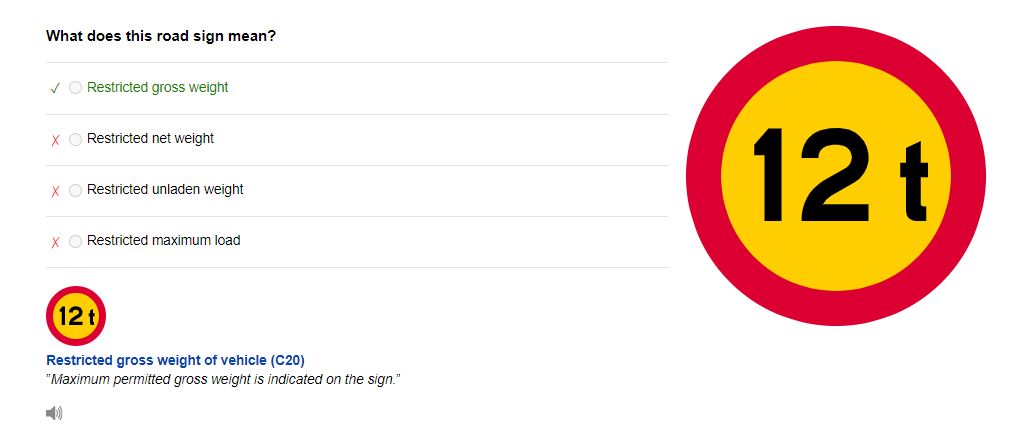 What does this road sign mean?
✓ Restricted gross weight
✗ Restricted net weight
✗ Restricted unladen weight
✗ Restricted maximum load
12 t
12 t
Restricted gross weight of vehicle (C20)
"Maximum permitted gross weight is indicated on the sign."